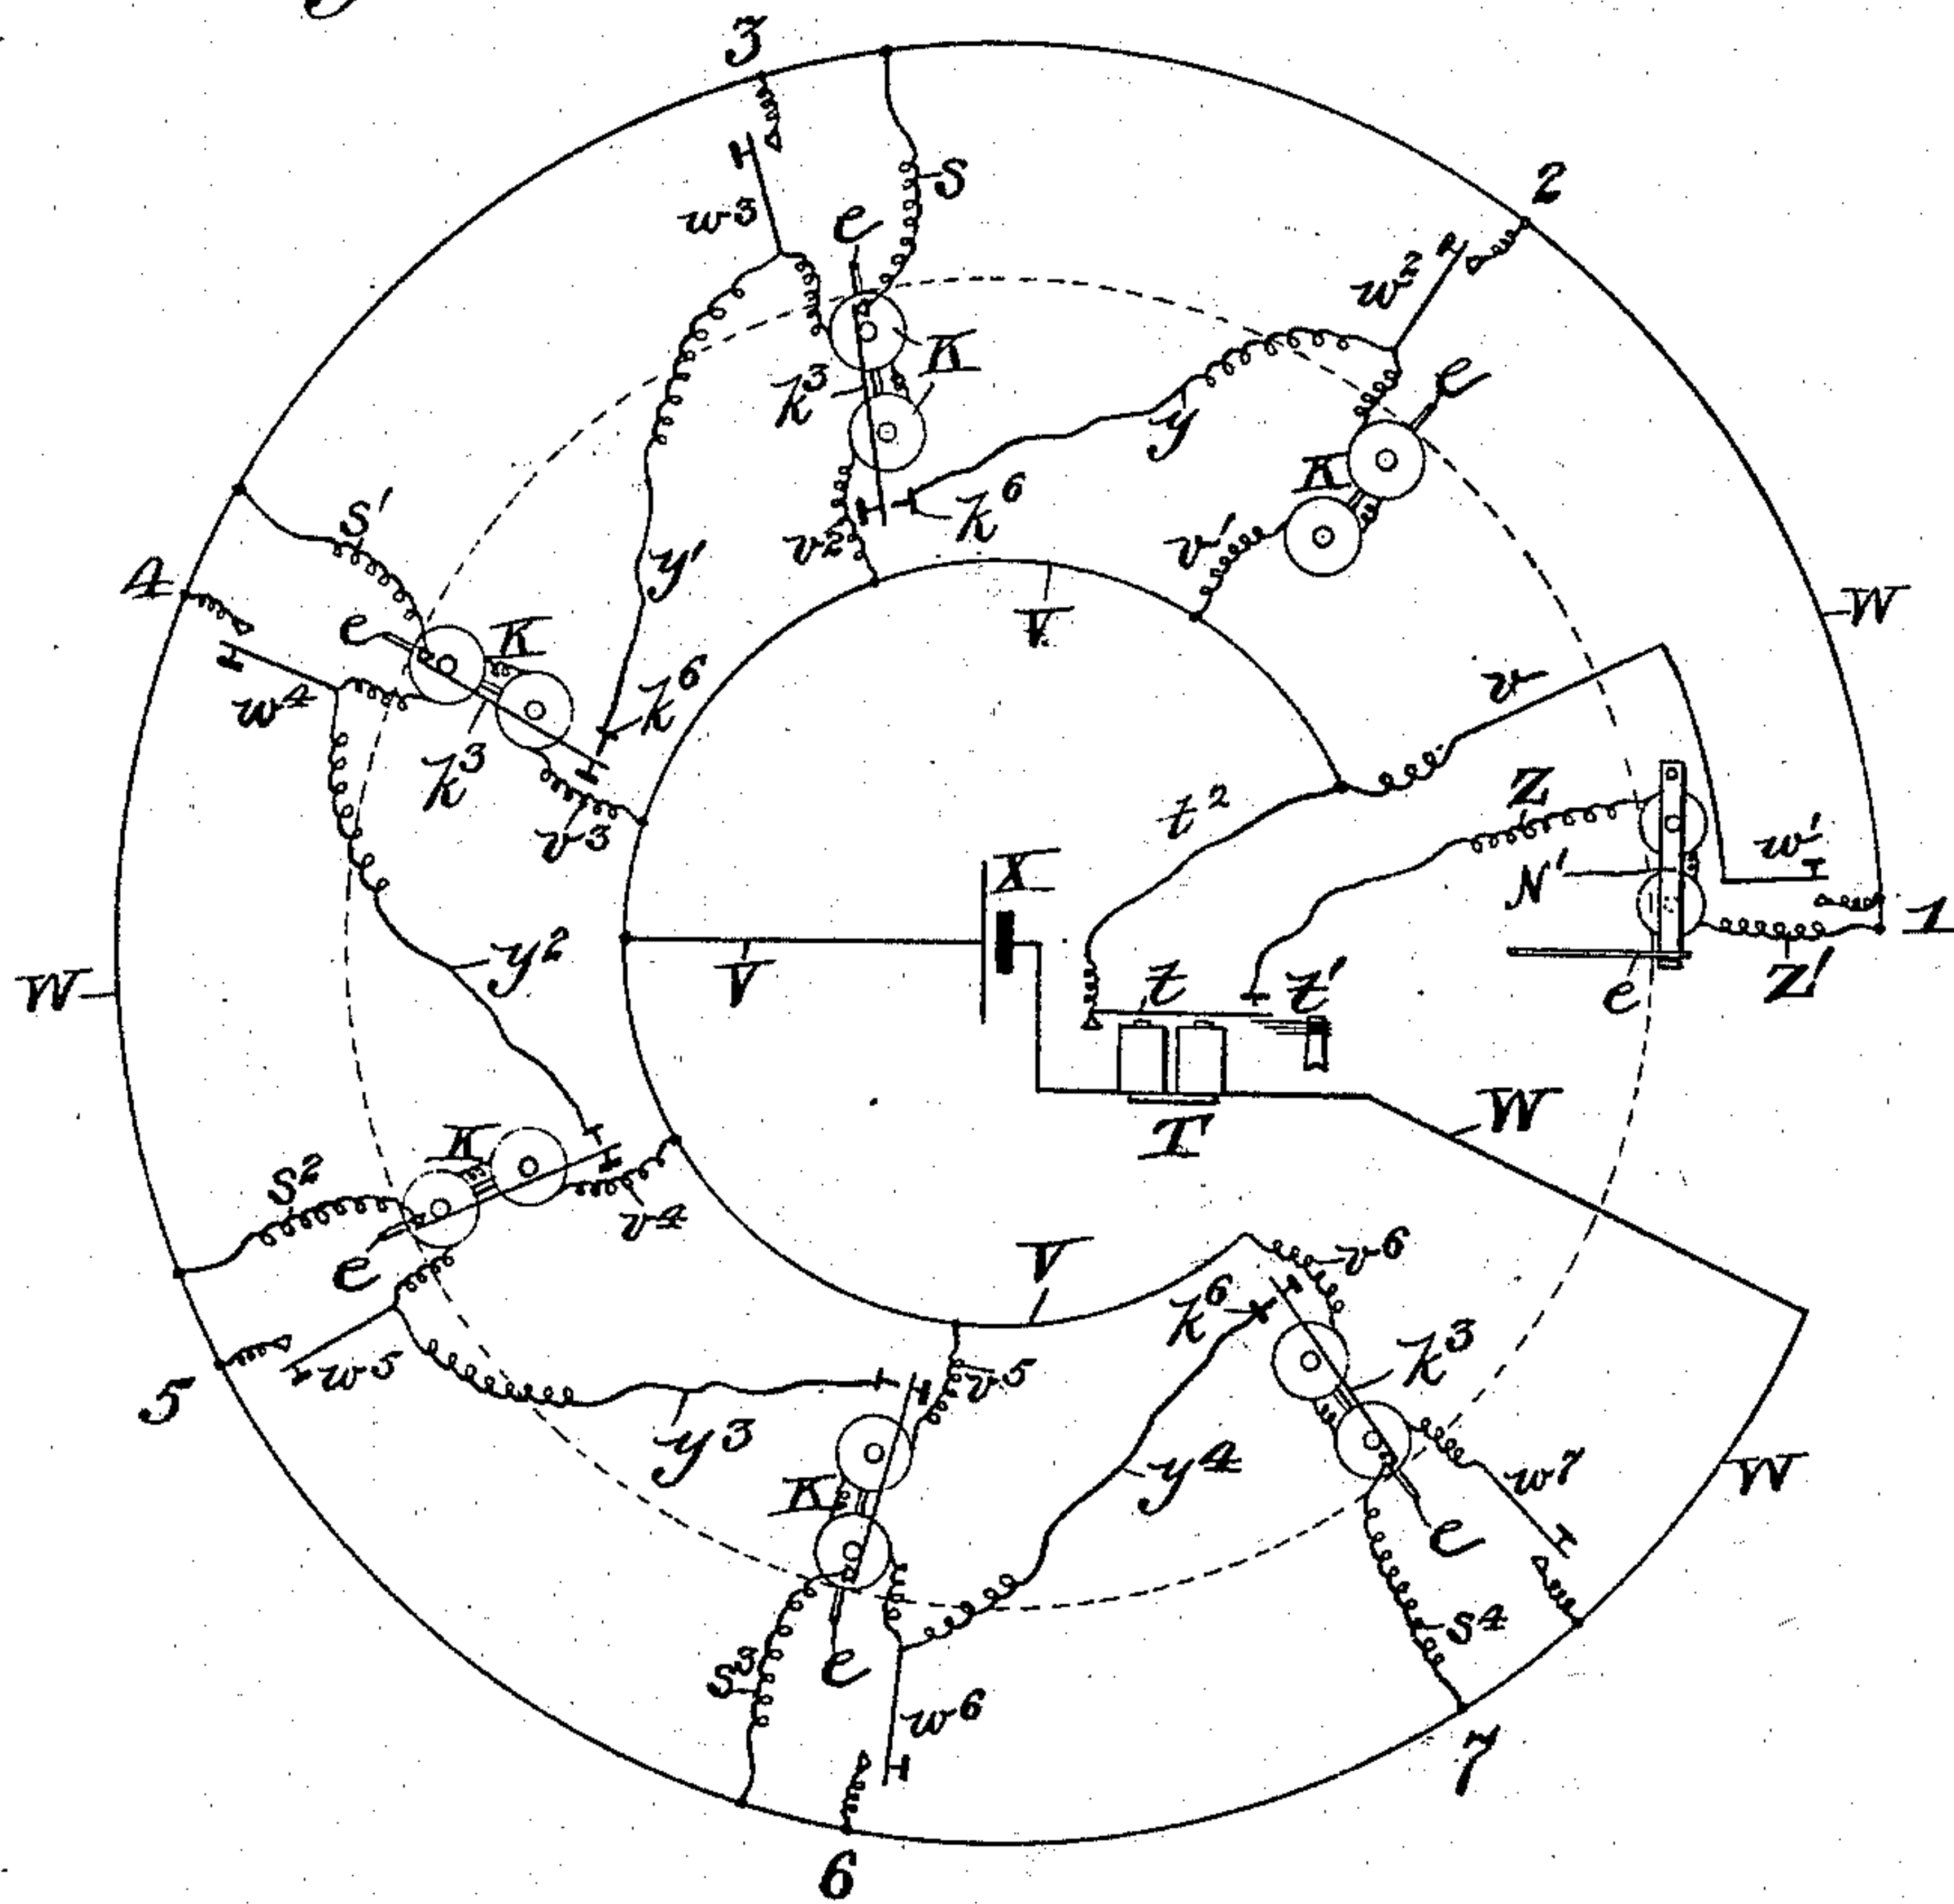 3
2
S
w³
e
w²
e
K
k³
y
K
k⁶
S'
v²
v'
4
y'
V
W
e
K
v
w⁴
k⁶
k³
Z
t²
v³
w'
X
N'
1
y²
V
t
t'
W
e
Z'
W
K
T
S²
v⁴
e
V
v⁶
k⁶
k³
w⁵
v⁵
5
y³
y⁴
W
K
w⁷
e
S⁴
S³
e
w⁶
7
6